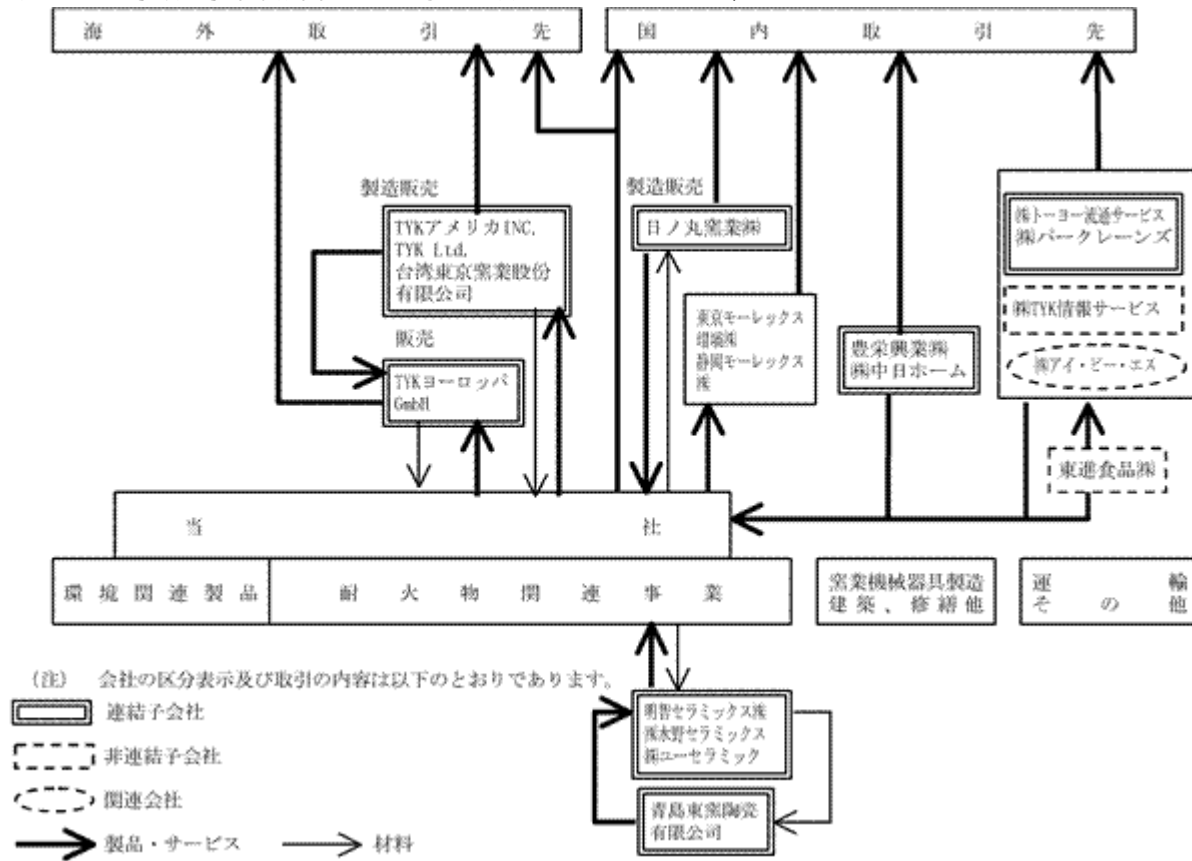 海外取引先
国内取引先
製造販売
TYKアメリカINC.
TYK Ltd.
台湾東京窯業股份
有限公司
販売
TYKヨーロッパ
GmbH
製造販売
日ノ丸窯業㈱
東京モーレックス
㈱
静岡モーレックス
㈱
豊栄興業㈱
㈱中日ホーム
㈱トーヨー流通サービス
㈱パークレーンズ
㈱TYK情報サービス
㈱アイ・ピー・エス
東進食品㈱
当社
環境関連製品
耐火物関連事業
窯業機械器具製造
建築、修繕他
運輸
その他
明智セラミックス㈱
水野セラミックス
㈱ユーセラミック
青島東窯陶瓷
有限公司
(注) 会社の区分表示及び取引の内容は以下のとおりであります。
連結子会社
非連結子会社
関連会社
製品・サービス
材料